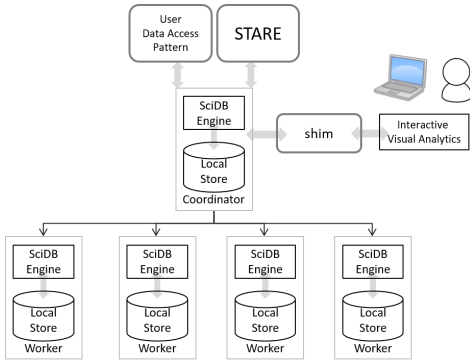 User
Data Access
Pattern
STARE
SciDB
Engine
Local
Store
Coordinator
shim
Interactive
Visual Analytics
SciDB
Engine
Local
Store
Worker
SciDB
Engine
Local
Store
Worker
SciDB
Engine
Local
Store
Worker
SciDB
Engine
Local
Store
Worker